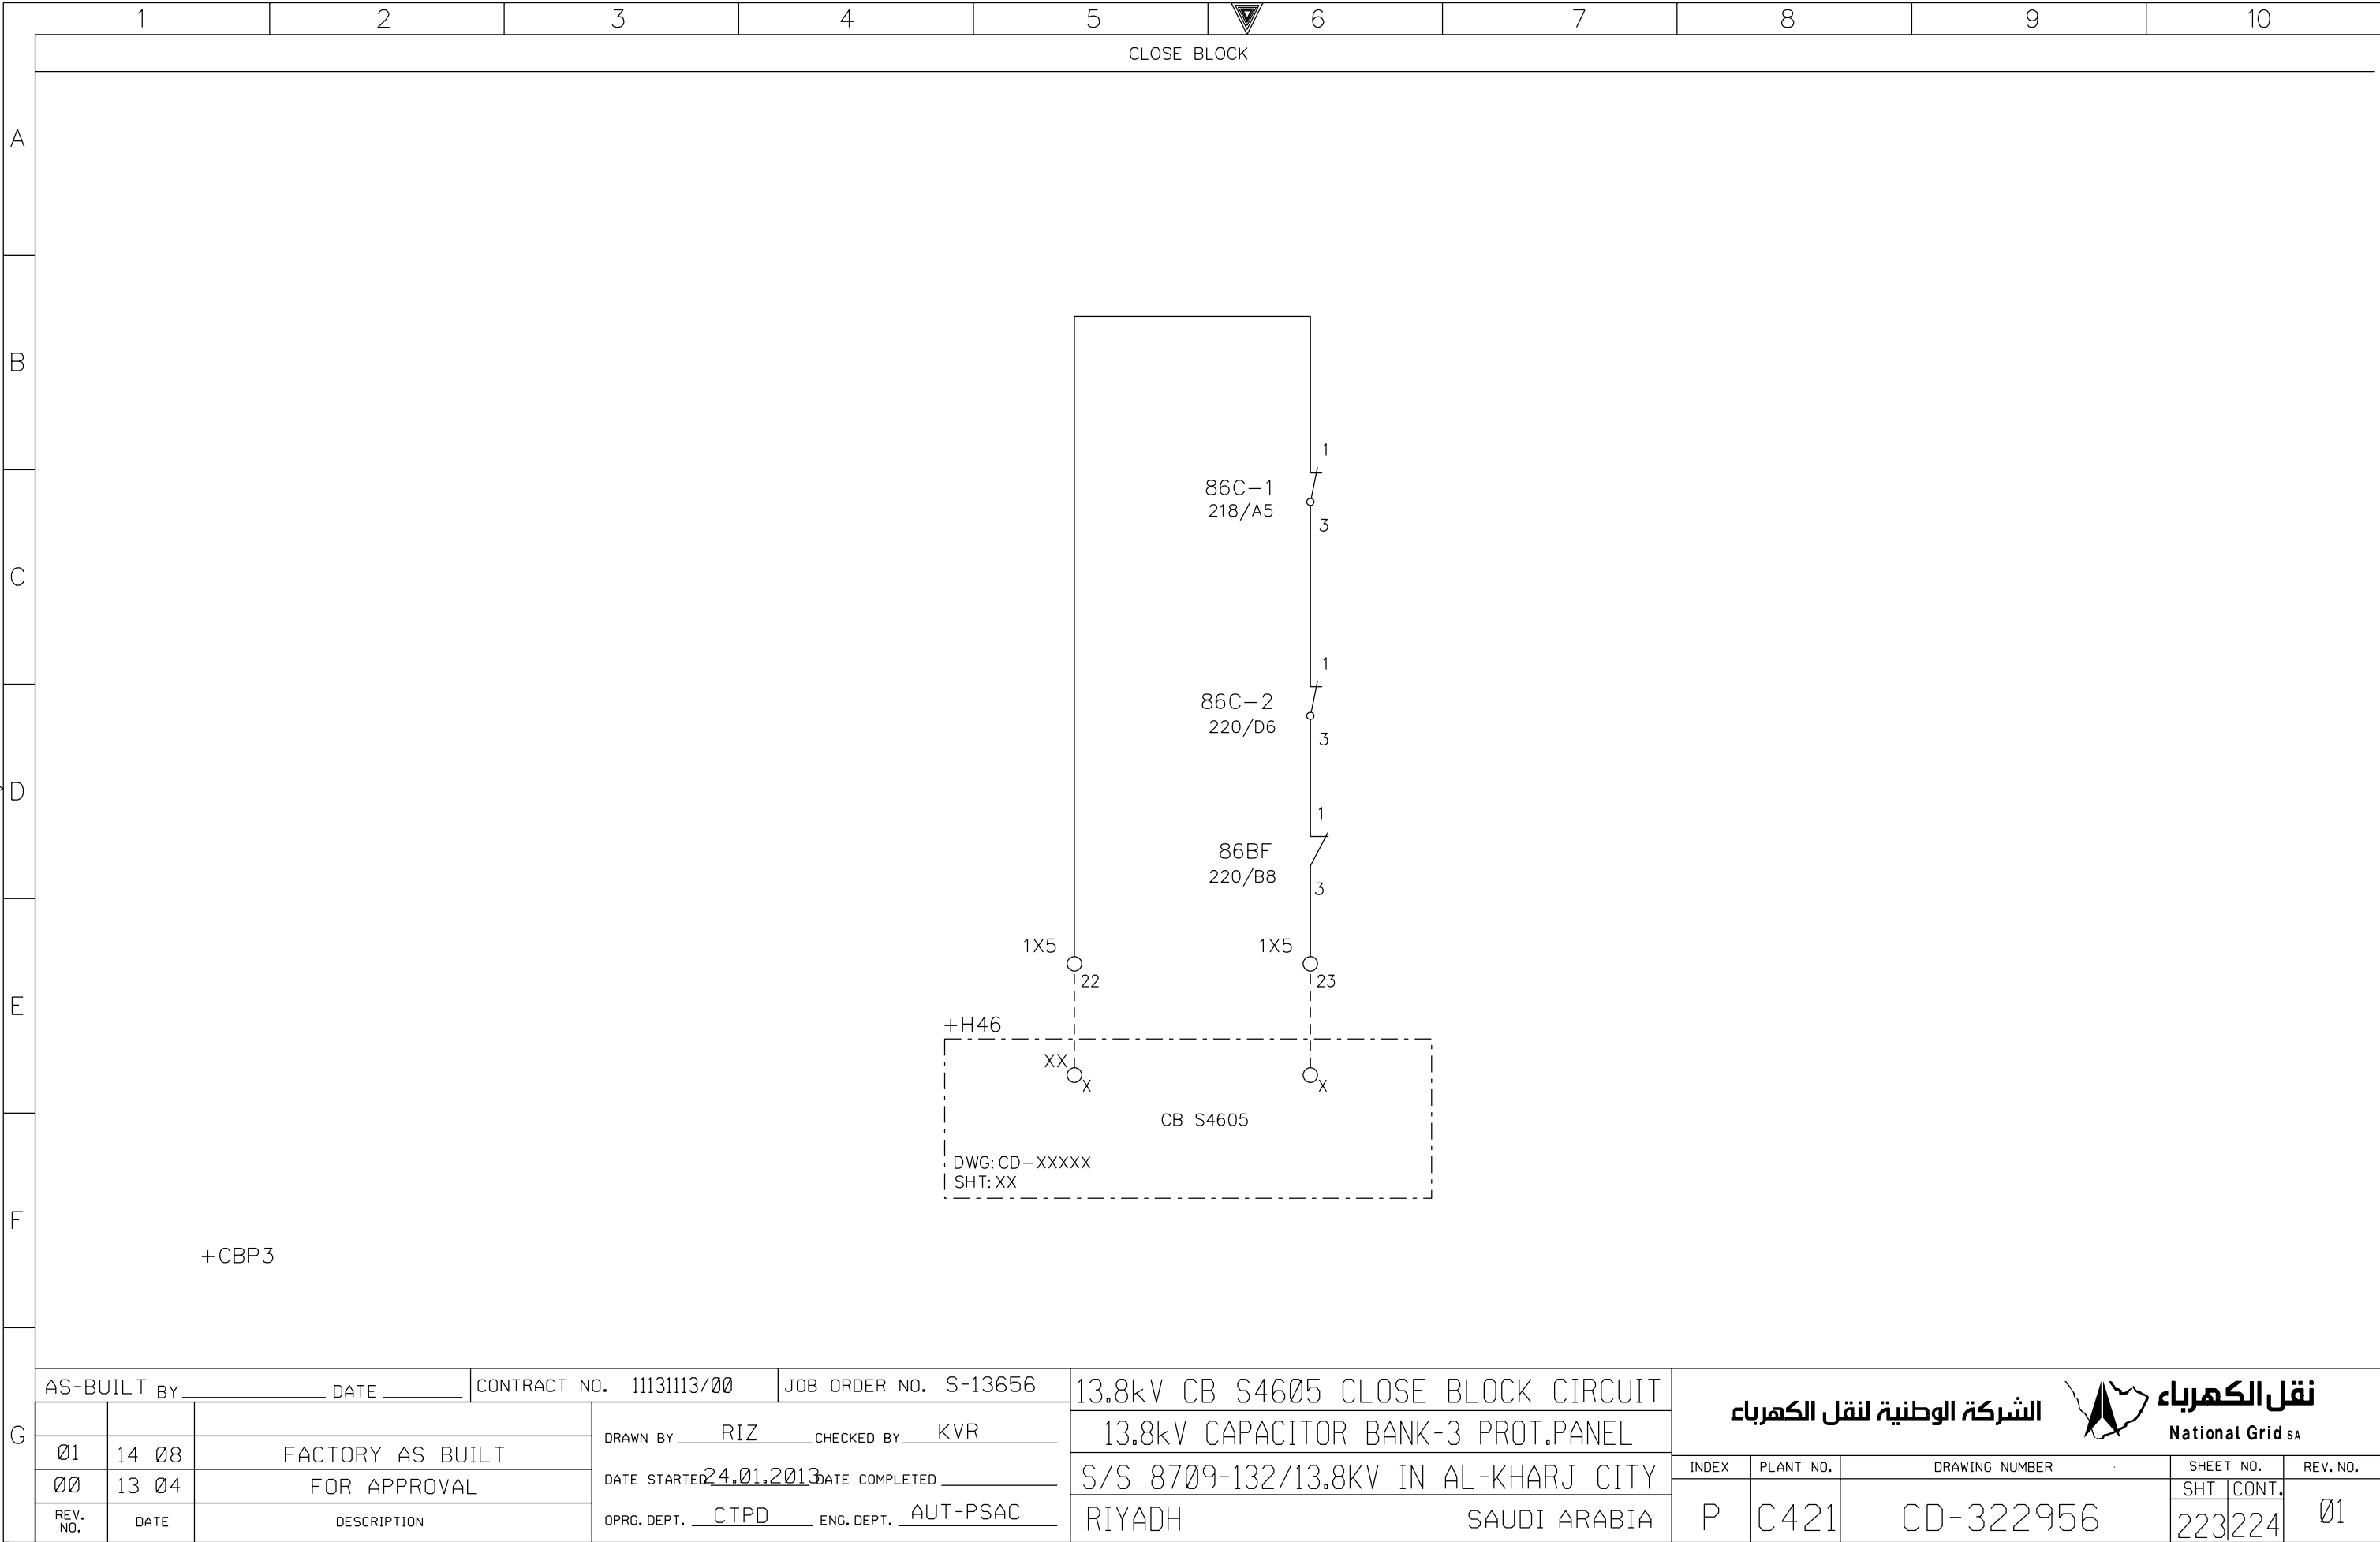 1 2 3 4 5 6 7 8 9 10
CLOSE BLOCK
A
B
1
86C-1
218/A5
3
C
1
86C-2
220/D6
3
D
1
86BF
220/B8
3
1X5
1X5
22
23
E
+H46
XX
X
X
CB S4605
DWG: CD-XXXXX
SHT: XX
F
+CBP3
G
AS-BUILT BY DATE
CONTRACT NO. 11131113/00
JOB ORDER NO. S-13656
01 14 08 FACTORY AS BUILT
00 13 04 FOR APPROVAL
REV. NO. DATE DESCRIPTION
DRAWN BY RIZ CHECKED BY KVR
DATE STARTED 24.01.2013 DATE COMPLETED
OPRG. DEPT. CTPD ENG. DEPT. AUT-PSAC
13.8kV CB S4605 CLOSE BLOCK CIRCUIT
13.8kV CAPACITOR BANK-3 PROT.PANEL
S/S 8709-132/13.8KV IN AL-KHARJ CITY
RIYADH SAUDI ARABIA
الشركة الوطنية لنقل الكهرباء
نقل الكهرباء
National Grid SA
INDEX PLANT NO. DRAWING NUMBER SHEET NO. REV. NO.
SHT CONT.
P C421 CD-322956 223 224 01